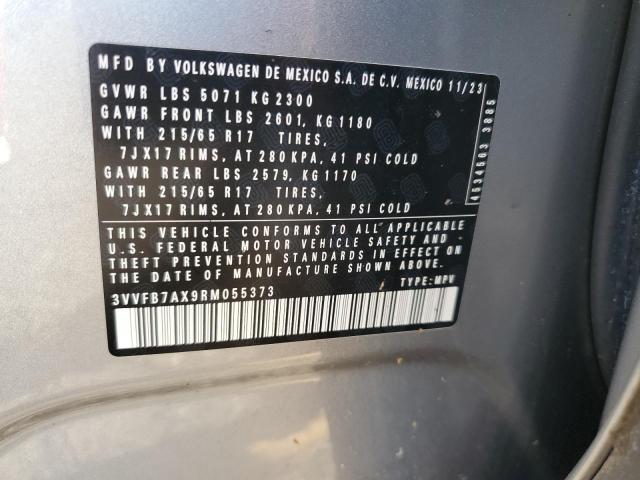 MFD BY VOLKSWAGEN DE MEXICO S.A. DE C.V. MEXICO 11/23
GVWR LBS 5071 KG 2300
GAWR FRONT LBS 2601, KG 1180
WITH 215/65 R17 TIRES,
7JX17 RIMS, AT 280 KPA, 41 PSI COLD
GAWR REAR LBS 2579, KG 1170
WITH 215/65 R17 TIRES,
7JX17 RIMS, AT 280 KPA, 41 PSI COLD
THIS VEHICLE CONFORMS TO ALL APPLICABLE
U.S. FEDERAL MOTOR VEHICLE SAFETY AND
THEFT PREVENTION STANDARDS IN EFFECT ON
THE DATE OF MANUFACTURE SHOWN ABOVE.
3VVFB7AX9RM055373 TYPE: MPV
4534563 3885